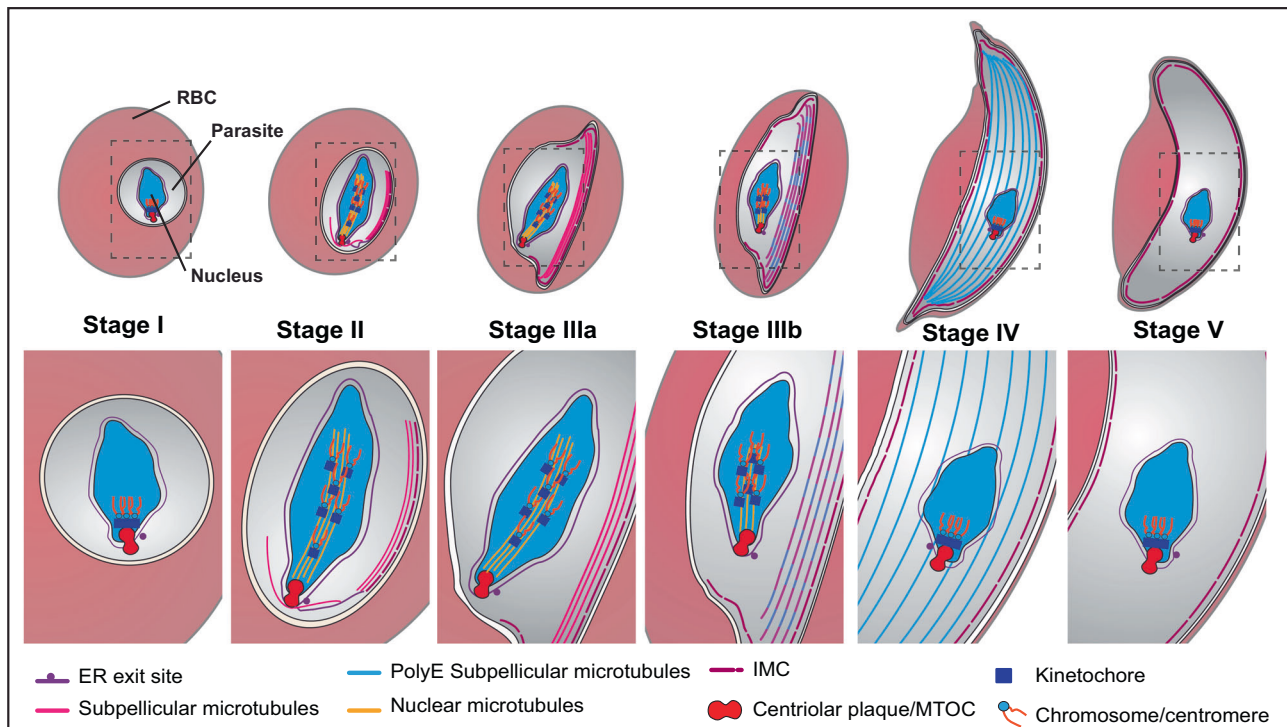 RBC
Parasite
Nucleus
Stage I
Stage II
Stage IIIa
Stage IIIb
Stage IV
Stage V
ER exit site
PolyE Subpellicular microtubules
IMC
Kinetochore
Subpellicular microtubules
Nuclear microtubules
Centriolar plaque/MTOC
Chromosome/centromere